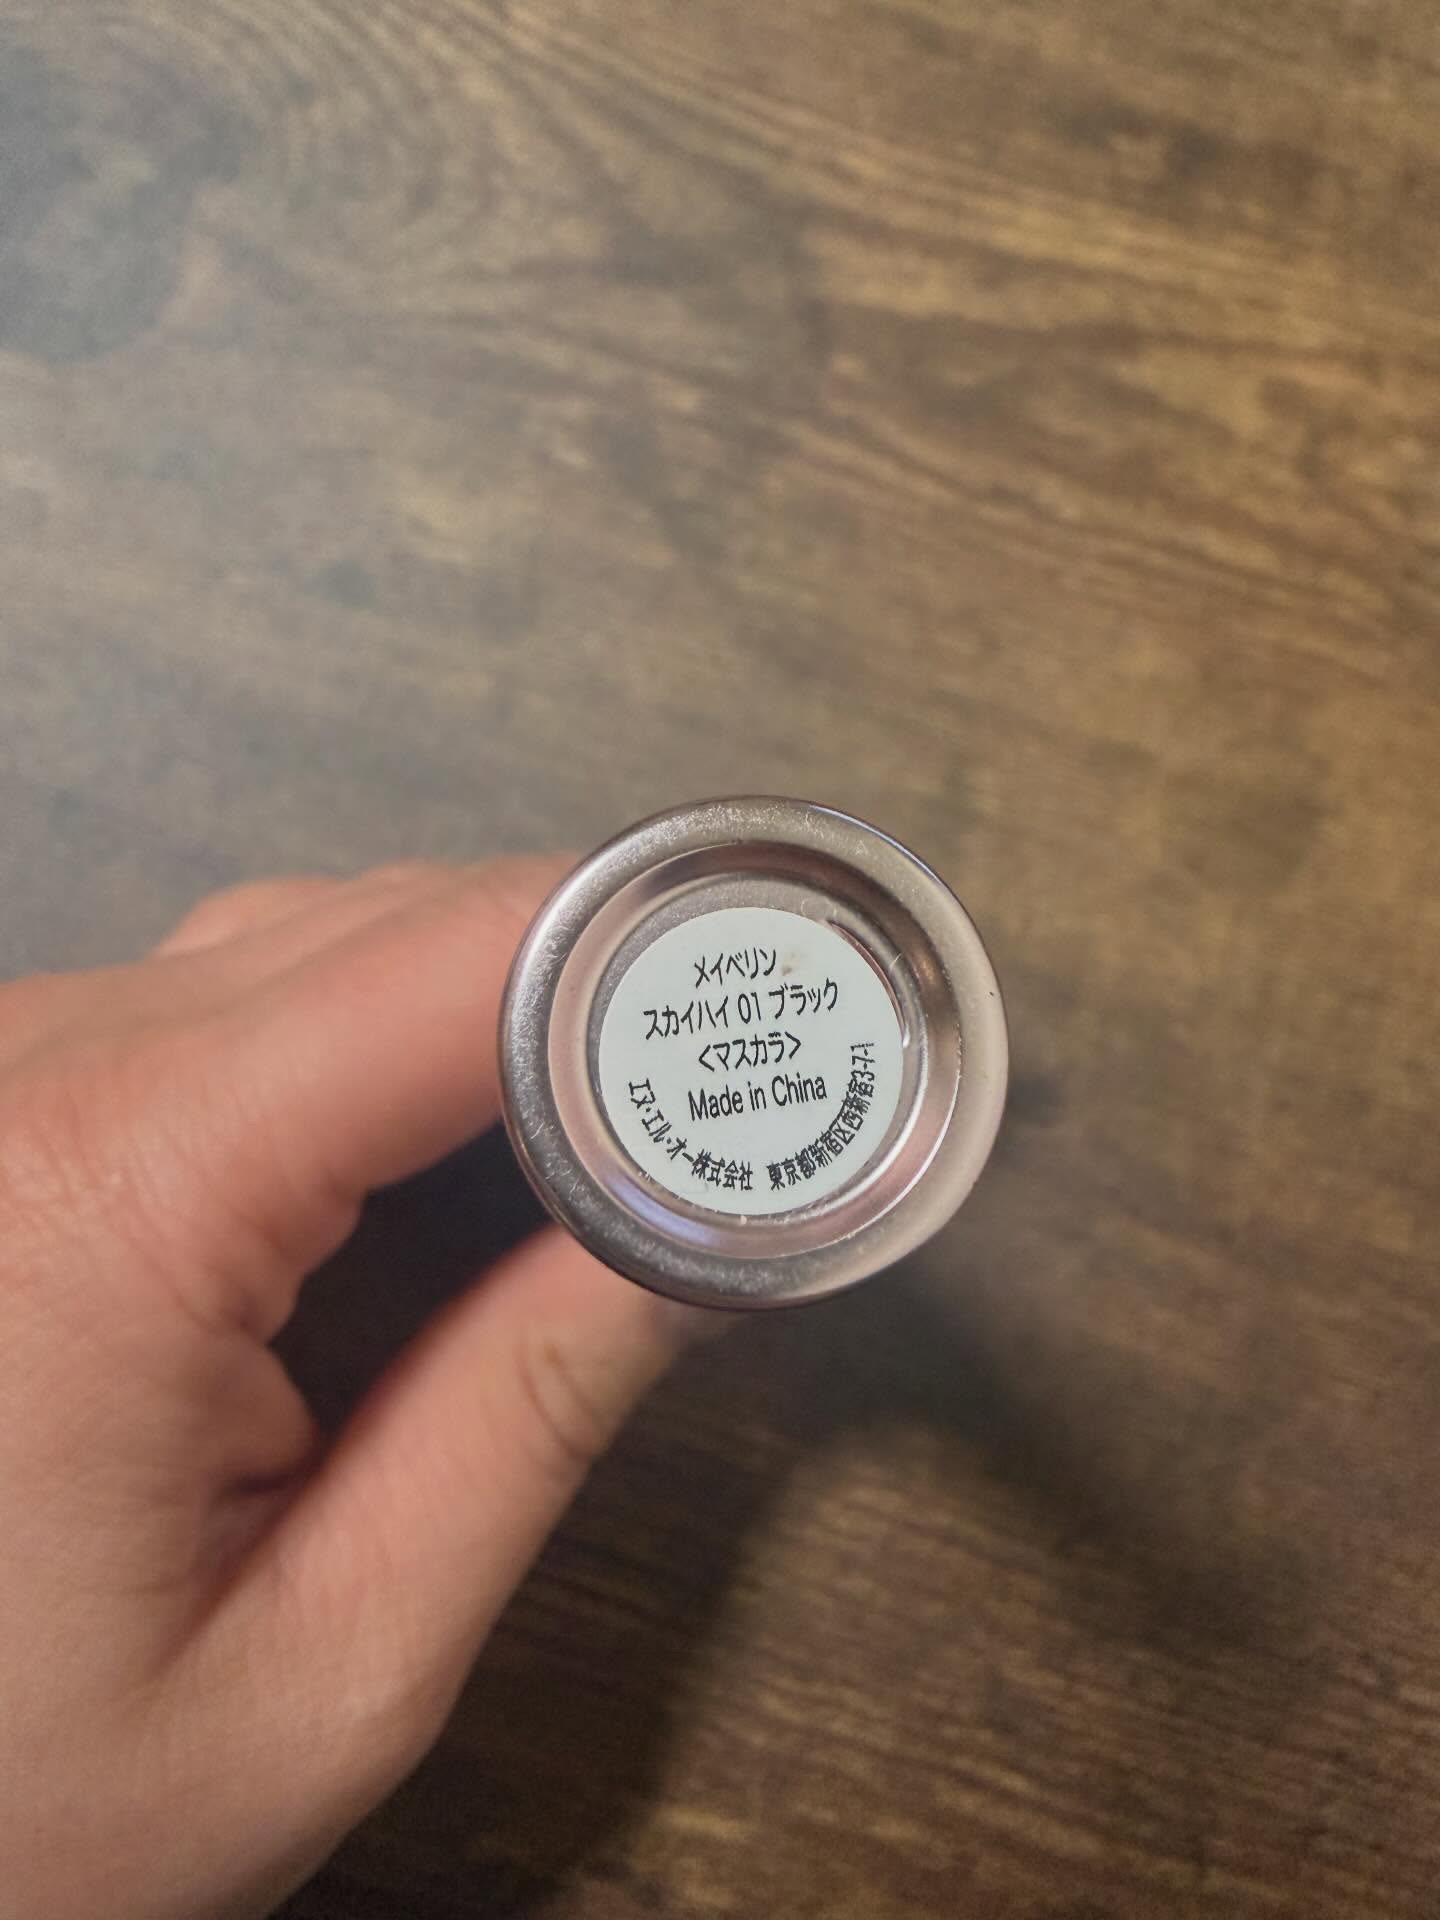 メイベリン
スカイハイ 01 ブラック
<マスカラ>
Made in China
エヌ・エル・オー株式会社　東京都新宿区西新宿3-7-1